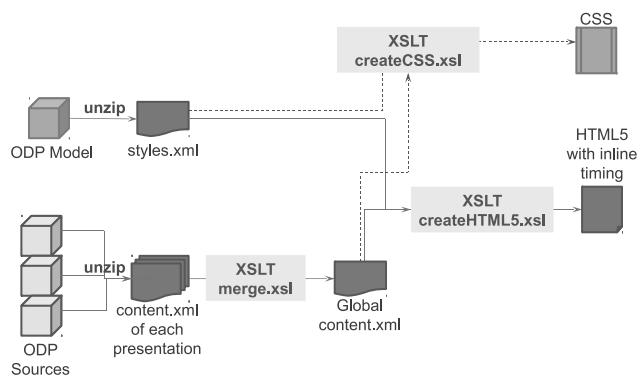 CSS
XSLT
createCSS.xsl
unzip
ODP Model
styles.xml
HTML5
with inline
timing
XSLT
createHTML5.xsl
unzip
XSLT
merge.xsl
content.xml
of each
presentation
Global
content.xml
ODP
Sources